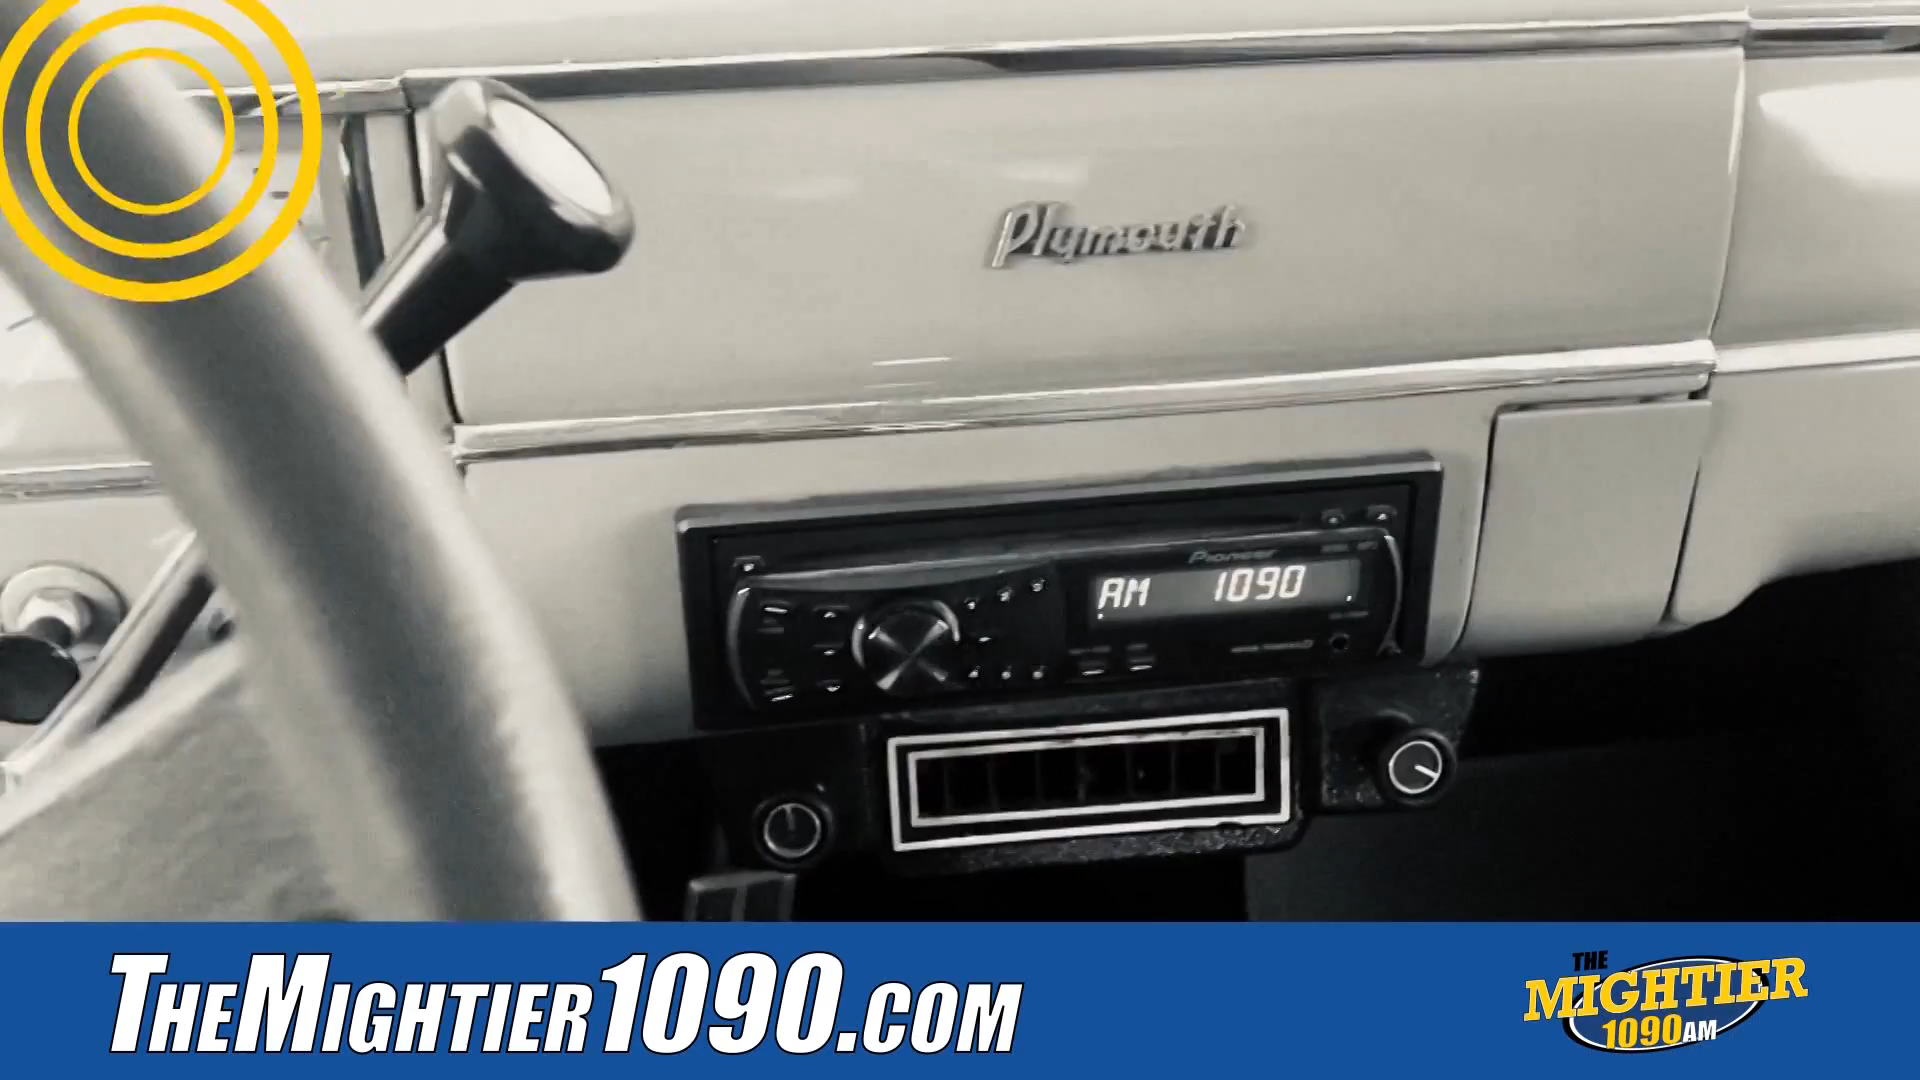 Plymouth
Pioneer
AM 1090
TheMightier1090.com
THE
MIGHTIER
1090AM